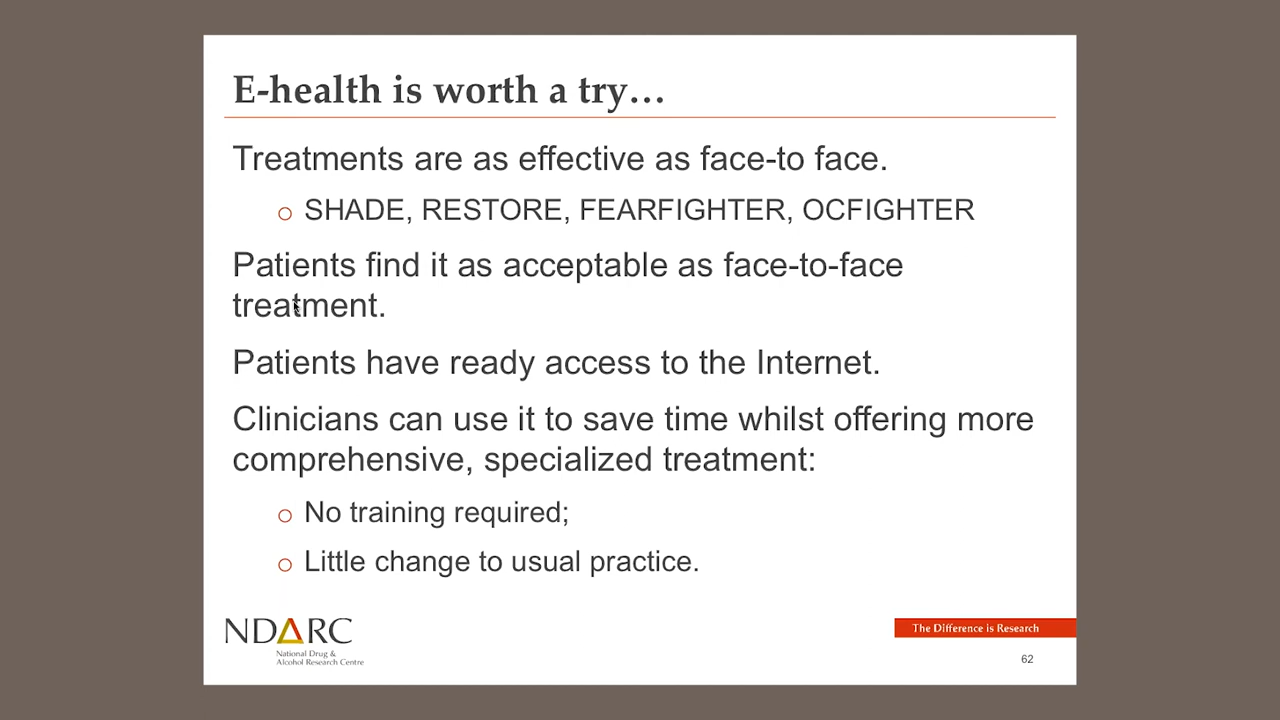 E-health is worth a try…
Treatments are as effective as face-to face.
o SHADE, RESTORE, FEARFIGHTER, OCFIGHTER
Patients find it as acceptable as face-to-face
treatment.
Patients have ready access to the Internet.
Clinicians can use it to save time whilst offering more
comprehensive, specialized treatment:
o No training required;
o Little change to usual practice.
NDARC
National Drug &
Alcohol Research Centre
The Difference is Research
62